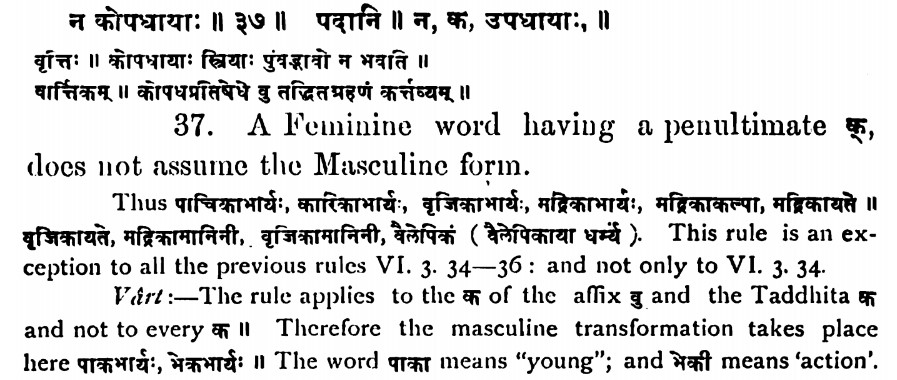 न कोपधायाः ॥ ३७ ॥ पदानि ॥ न, क, उपधायाः, ॥
वृत्तिः ॥ कोपधायाः स्त्रियाः पुंवद्भावो न भवति ॥
वार्त्तिकम् ॥ कोपधप्रतिषेधे वु तद्धितग्रहणं कर्त्तव्यम् ॥
37. A Feminine word having a penultimate क्,
does not assume the Masculine form.
Thus पाचिकाभार्यः, कारिकाभार्यः, वृजिकाभार्यः, मद्रिकाभार्यः, मद्रिकाकल्पा, मद्रिकायते ॥
वृजिकायते, मद्रिकामानिनी, वृजिकामानिनी, वैलेपिकं ( वैलेपिकाया धर्म्यं ). This rule is an ex-
ception to all the previous rules VI. 3. 34—36 : and not only to VI. 3. 34.
Várt :—The rule applies to the क of the affix वु and the Taddhita क
and not to every क ॥ Therefore the masculine transformation takes place
here पाकभार्यः, भेकभार्यः ॥ The word पाका means "young"; and भेकी means 'action'.